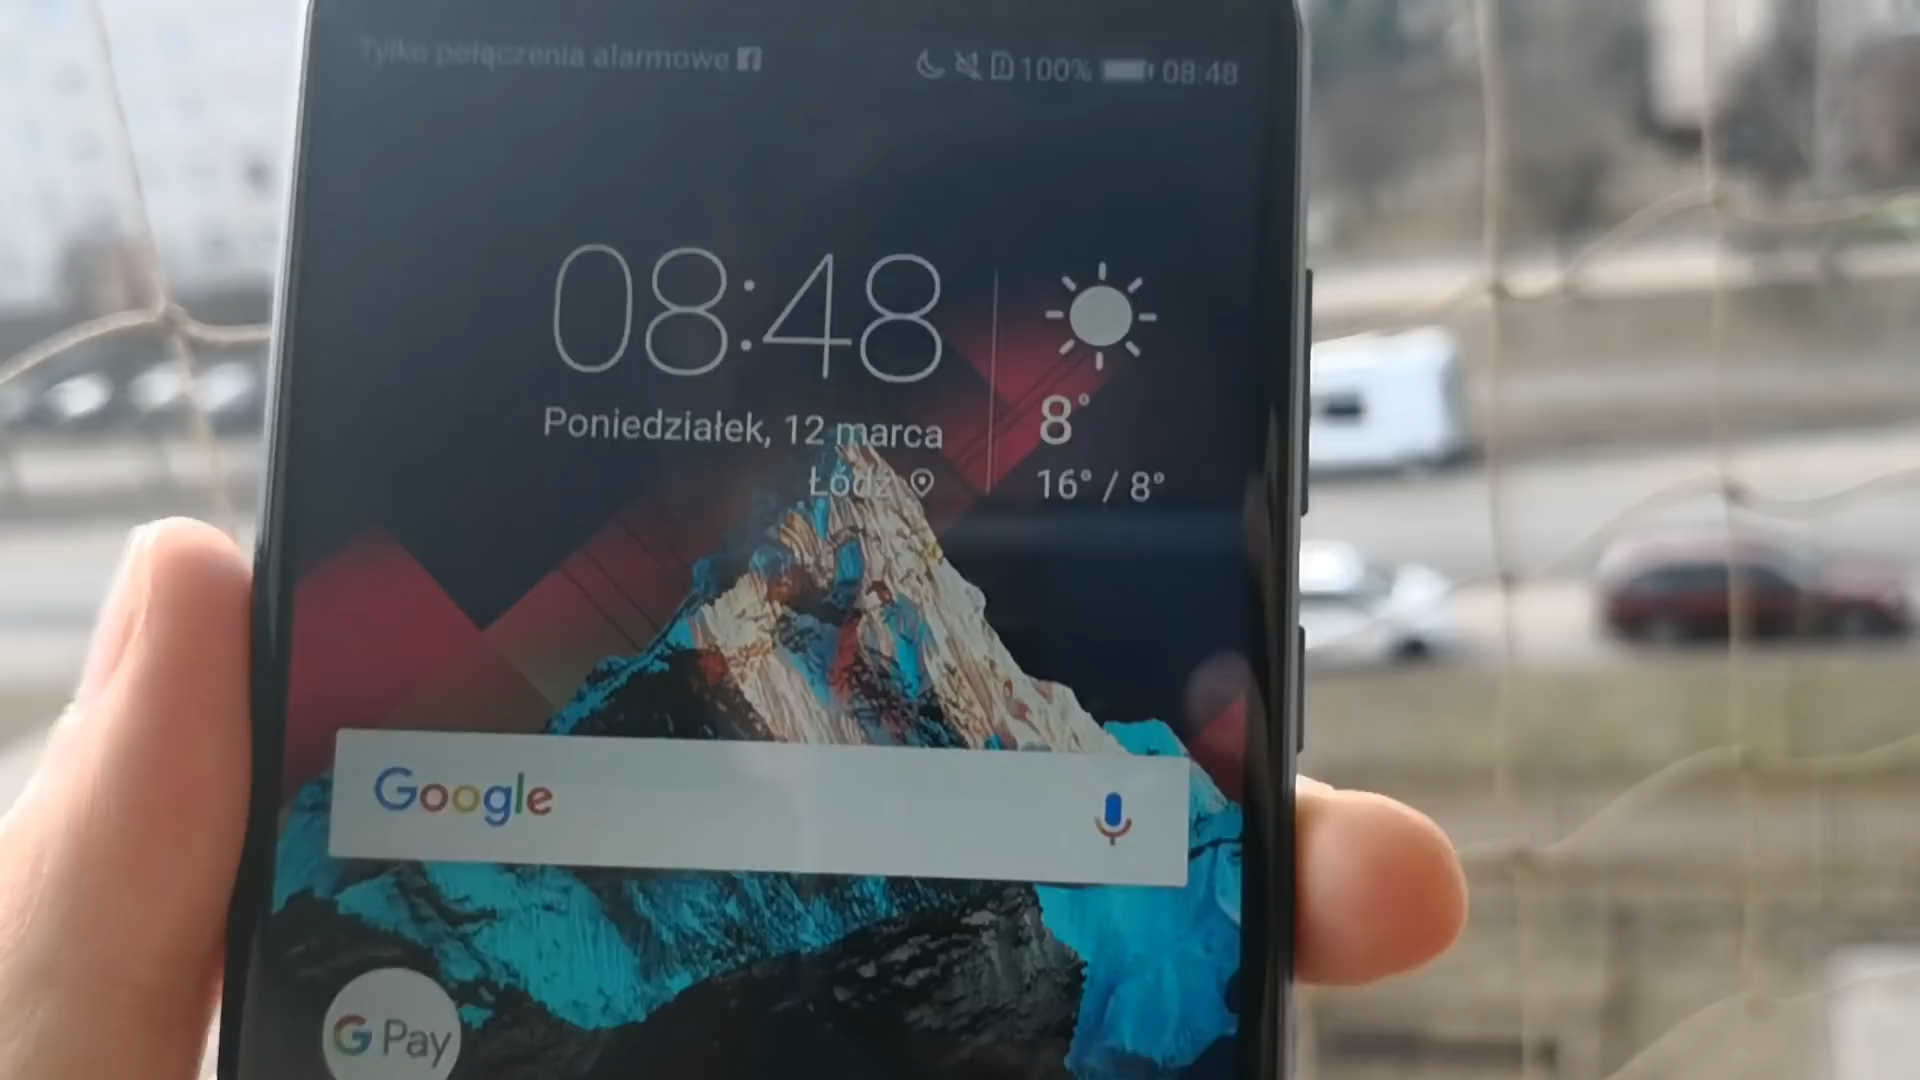 Tylko połączenia alarmowe
100% 08:48
08:48
Poniedziałek, 12 marca
Łódź
8°
16° / 8°
Google
G Pay